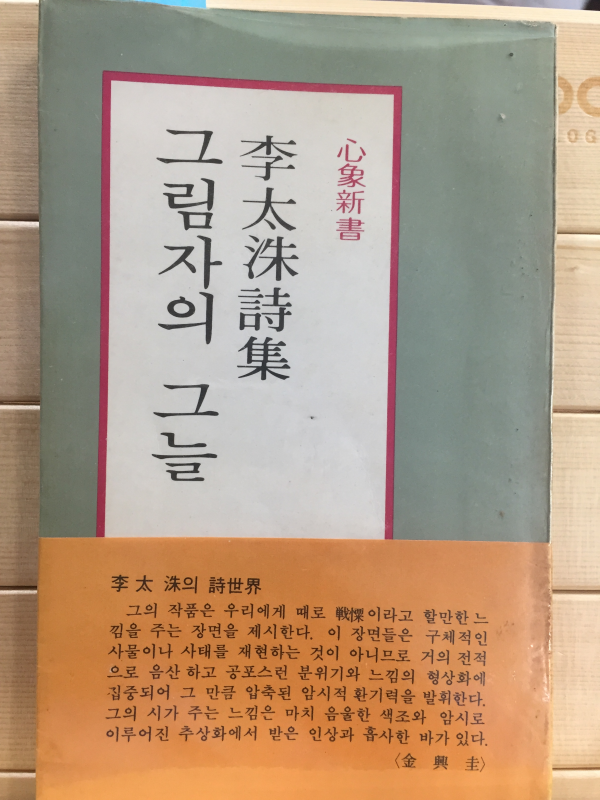 心象新書
李太洙詩集
그림자의 그늘
李太 洙의 詩世界
그의 작품은 우리에게 때로 戦慄이라고 할만한 느
낌을 주는 장면을 제시한다. 이 장면들은 구체적인
사물이나 사태를 재현하는 것이 아니므로 거의 전적
으로 음산하고 공포스런 분위기와 느낌의 형상화에
집중되어 그 만큼 압축된 암시적 환기력을 발휘한다.
그의 시가 주는 느낌은 마치 음울한 색조와 암시로
이루어진 추상화에서 받은 인상과 흡사한 바가 있다.
〈金 興 圭〉